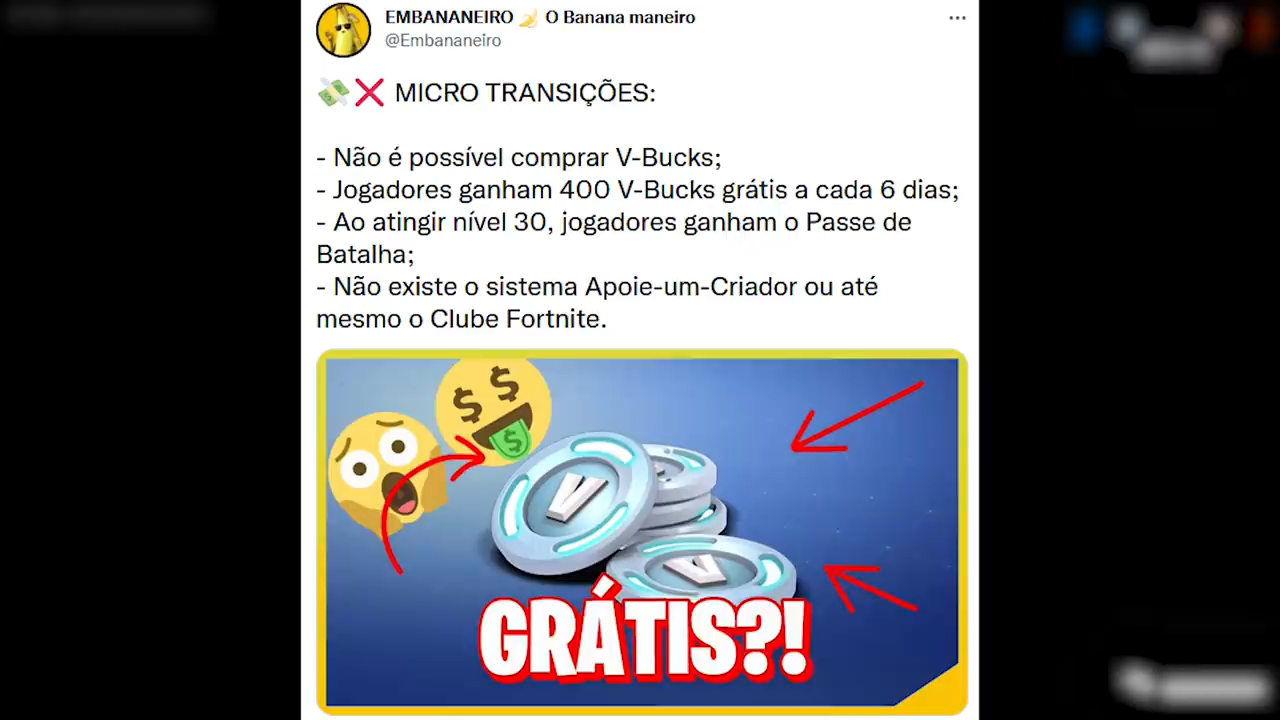 EMBANANEIRO 🍌 O Banana maneiro
@Embananeiro
💸❌ MICRO TRANSIÇÕES:
- Não é possível comprar V-Bucks;
- Jogadores ganham 400 V-Bucks grátis a cada 6 dias;
- Ao atingir nível 30, jogadores ganham o Passe de
Batalha;
- Não existe o sistema Apoie-um-Criador ou até
mesmo o Clube Fortnite.
GRÁTIS?!